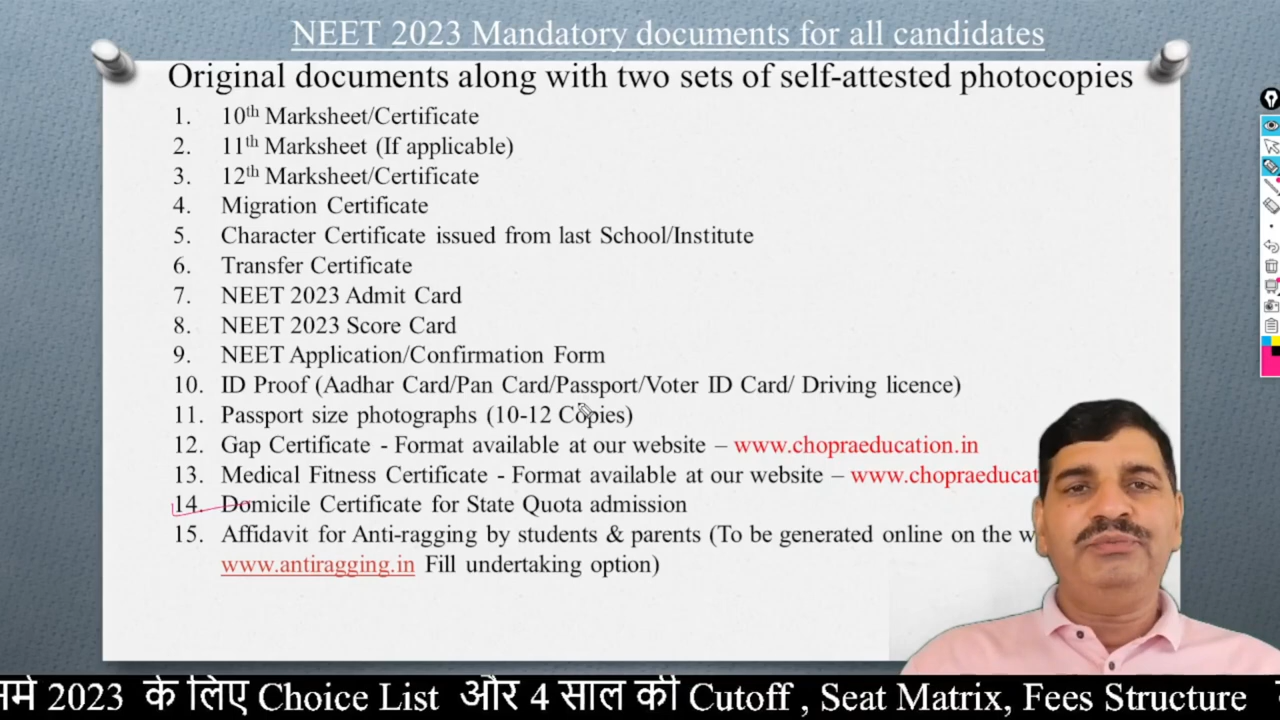 NEET 2023 Mandatory documents for all candidates
Original documents along with two sets of self-attested photocopies
1. 10th Marksheet/Certificate
2. 11th Marksheet (If applicable)
3. 12th Marksheet/Certificate
4. Migration Certificate
5. Character Certificate issued from last School/Institute
6. Transfer Certificate
7. NEET 2023 Admit Card
8. NEET 2023 Score Card
9. NEET Application/Confirmation Form
10. ID Proof (Aadhar Card/Pan Card/Passport/Voter ID Card/ Driving licence)
11. Passport size photographs (10-12 Copies)
12. Gap Certificate - Format available at our website – www.chopraeducation.in
13. Medical Fitness Certificate - Format available at our website – www.chopraeducat
14. Domicile Certificate for State Quota admission
15. Affidavit for Anti-ragging by students & parents (To be generated online on the w
www.antiragging.in Fill undertaking option)
2023 के लिए Choice List और 4 साल की Cutoff , Seat Matrix, Fees Structure